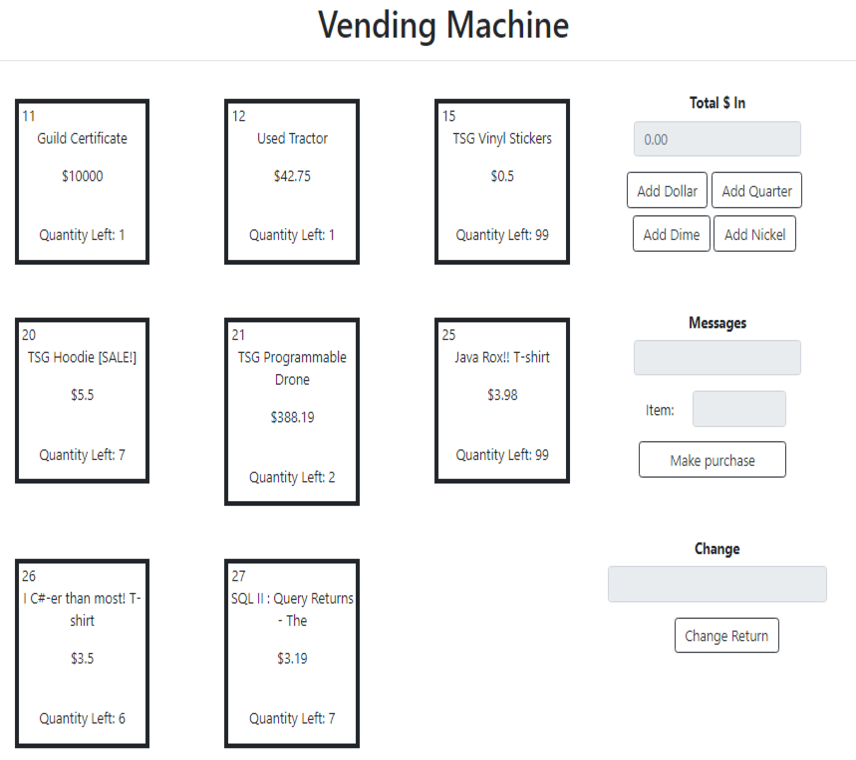 Vending Machine
11
Guild Certificate
$10000
Quantity Left: 1
12
Used Tractor
$42.75
Quantity Left: 1
15
TSG Vinyl Stickers
$0.5
Quantity Left: 99
Total $ In
0.00
Add Dollar
Add Quarter
Add Dime
Add Nickel
20
TSG Hoodie [SALE!]
$5.5
Quantity Left: 7
21
TSG Programmable
Drone
$388.19
Quantity Left: 2
25
Java Rox!! T-shirt
$3.98
Quantity Left: 99
Messages
Item:
Make purchase
26
I C#-er than most! T-
shirt
$3.5
Quantity Left: 6
27
SQL II : Query Returns
- The
$3.19
Quantity Left: 7
Change
Change Return